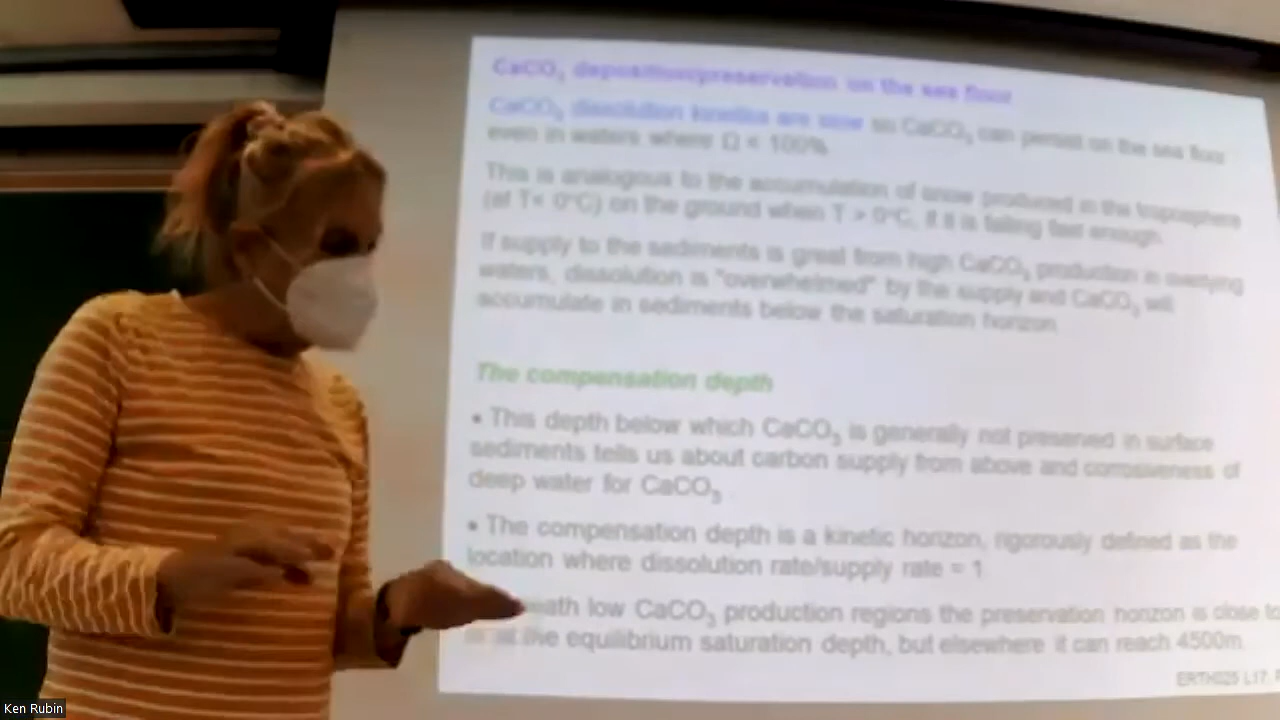 CaCO₃ deposition/preservation on the sea floor
CaCO₃ dissolution kinetics are slow so CaCO₃ can persist on the sea floor
even in waters where Ω < 100%.
This is analogous to the accumulation of snow produced in the troposphere
(at T< 0°C) on the ground when T > 0°C, if it is falling fast enough.
If supply to the sediments is great from high CaCO₃ production in overlying
waters, dissolution is "overwhelmed" by the supply and CaCO₃ will
accumulate in sediments below the saturation horizon.
The compensation depth
• This depth below which CaCO₃ is generally not preserved in surface
sediments tells us about carbon supply from above and corrosiveness of
deep water for CaCO₃
• The compensation depth is a kinetic horizon, rigorously defined as the
location where dissolution rate/supply rate = 1
low CaCO₃ production regions the preservation horizon is close to
the equilibrium saturation depth, but elsewhere it can reach 4500m.
ERTH325 L17,
Ken Rubin